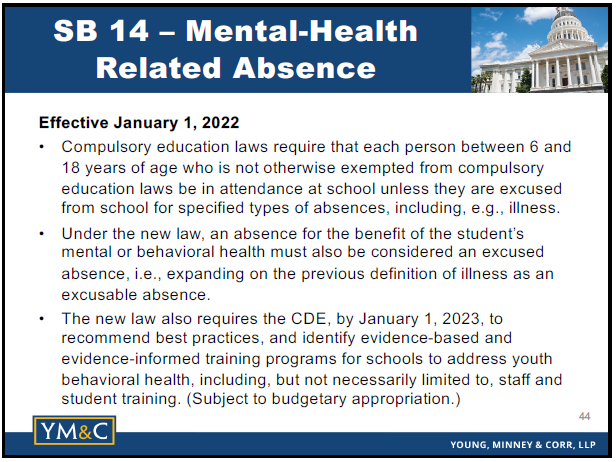 SB 14 – Mental-Health
Related Absence
Effective January 1, 2022
• Compulsory education laws require that each person between 6 and
18 years of age who is not otherwise exempted from compulsory
education laws be in attendance at school unless they are excused
from school for specified types of absences, including, e.g., illness.
• Under the new law, an absence for the benefit of the student’s
mental or behavioral health must also be considered an excused
absence, i.e., expanding on the previous definition of illness as an
excusable absence.
• The new law also requires the CDE, by January 1, 2023, to
recommend best practices, and identify evidence-based and
evidence-informed training programs for schools to address youth
behavioral health, including, but not necessarily limited to, staff and
student training. (Subject to budgetary appropriation.)
44
YM&C
YOUNG, MINNEY & CORR, LLP